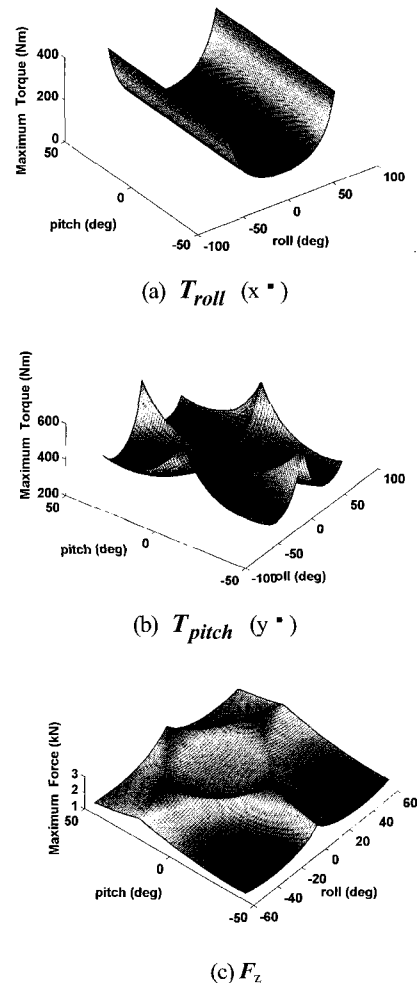 Maximum Torque (Nm)
400
200
0
50
0
-50
pitch (deg)
-100
-50
0
50
100
roll (deg)
(a) T_roll (x ▪)
Maximum Torque (Nm)
600
400
200
50
0
-50
pitch (deg)
-100
-50
0
50
100
roll (deg)
(b) T_pitch (y ▪)
Maximum Force (kN)
3
2
1
50
0
-50
pitch (deg)
-60
-40
-20
0
20
40
60
roll (deg)
(c) F_z